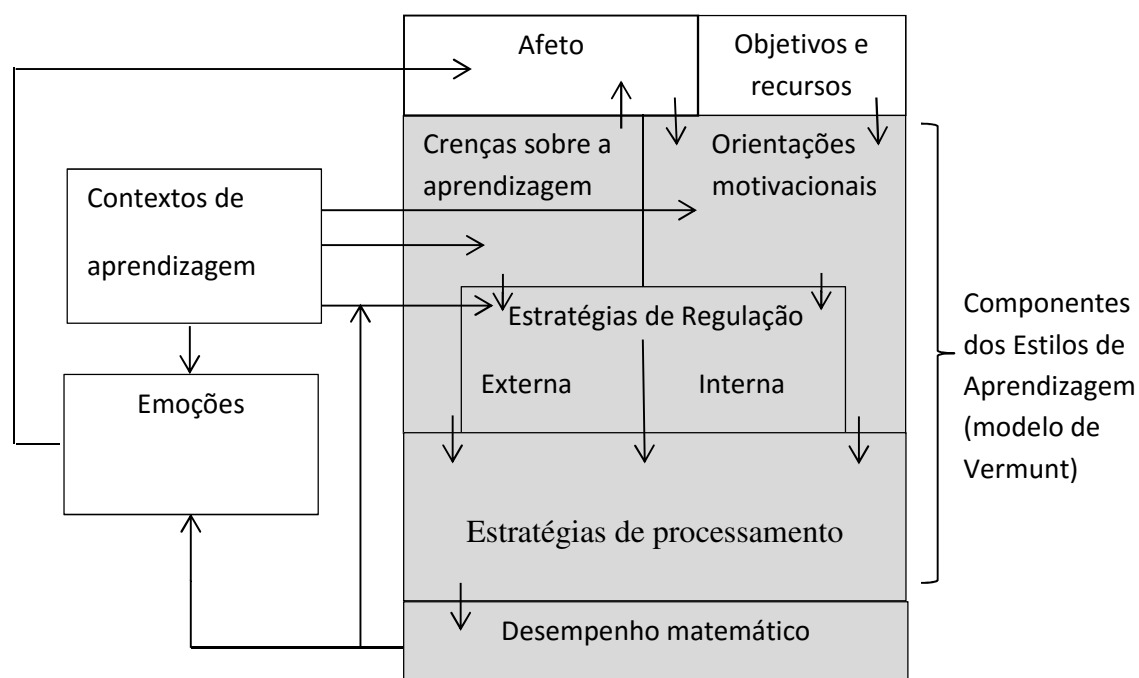 Afeto
Objetivos e
recursos
Crenças sobre a
aprendizagem
Orientações
motivacionais
Contextos de
aprendizagem
Estratégias de Regulação
Externa
Interna
Emoções
Estratégias de processamento
Desempenho matemático
Componentes
dos Estilos de
Aprendizagem
(modelo de
Vermunt)